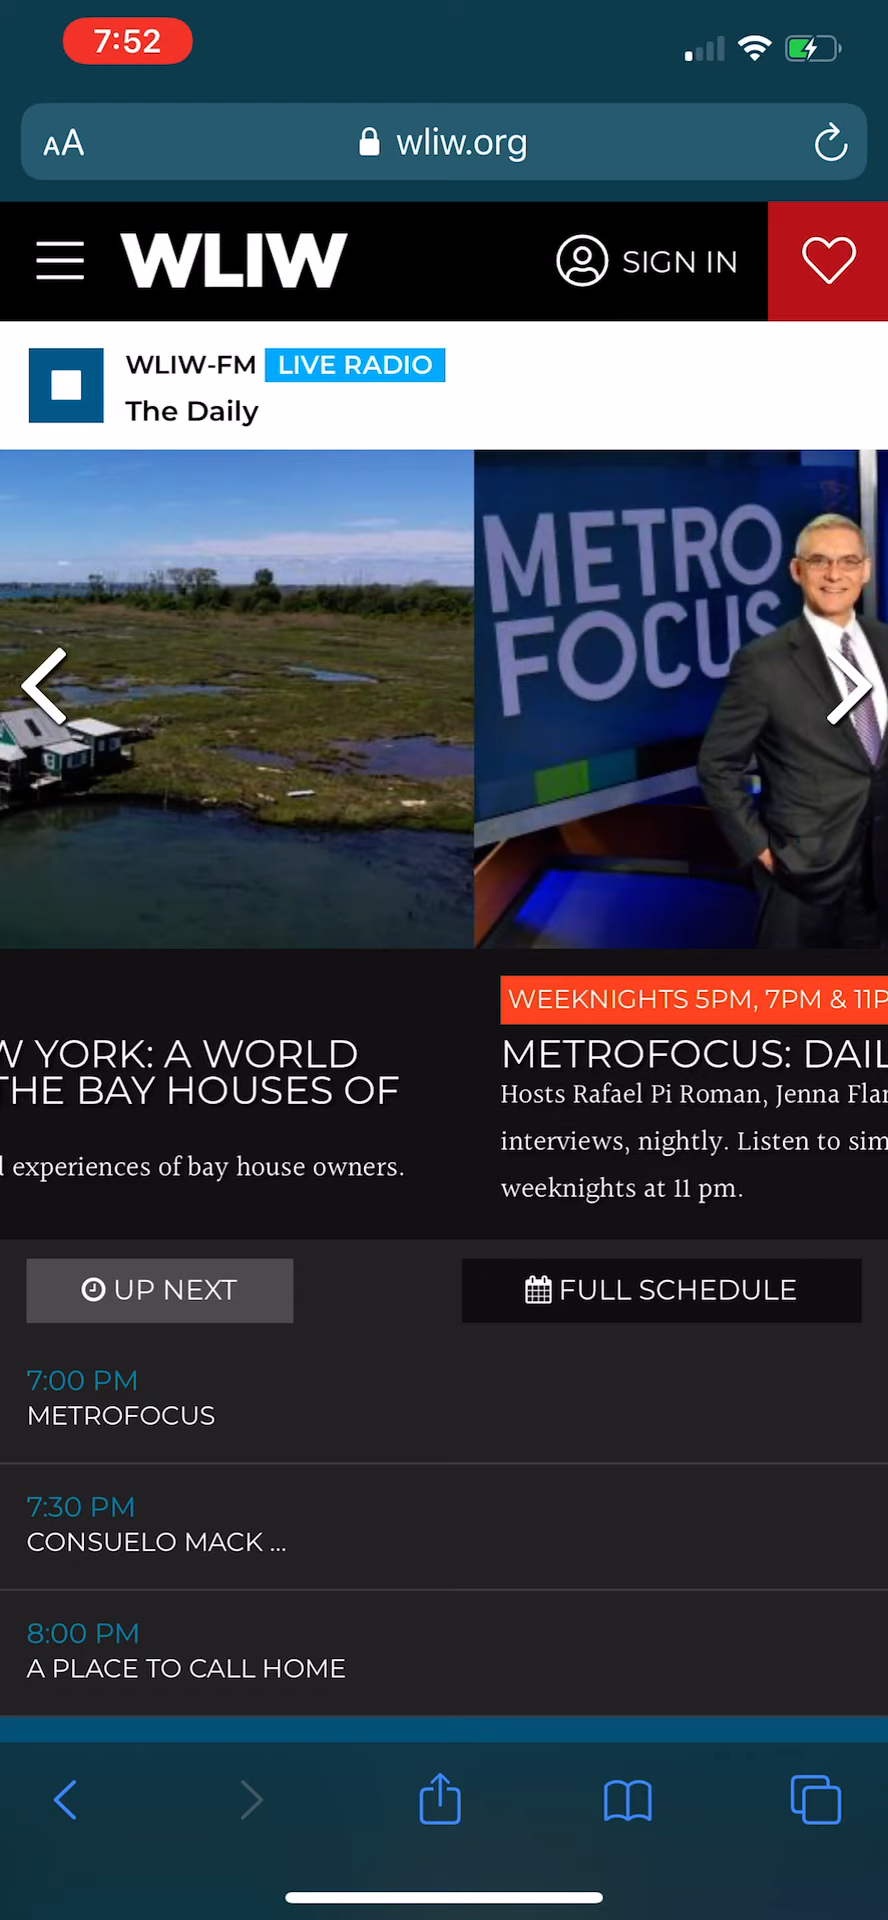 7:52
AA
wliw.org
WLIW
SIGN IN
WLIW-FM LIVE RADIO
The Daily
METRO
FOCUS
W YORK: A WORLD
THE BAY HOUSES OF
experiences of bay house owners.
WEEKNIGHTS 5PM, 7PM & 11P
METROFOCUS: DAIL
Hosts Rafael Pi Roman, Jenna Flan
interviews, nightly. Listen to sim
weeknights at 11 pm.
UP NEXT
FULL SCHEDULE
7:00 PM
METROFOCUS
7:30 PM
CONSUELO MACK ...
8:00 PM
A PLACE TO CALL HOME